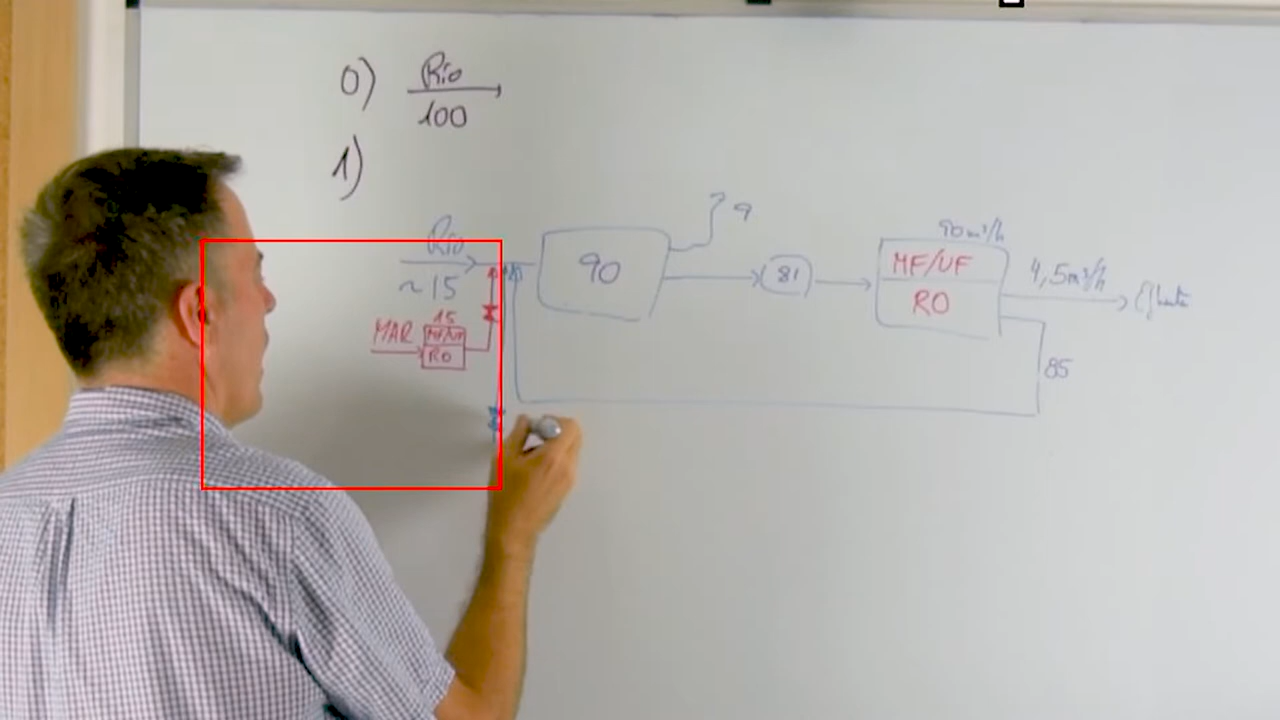 0) Rio
100
1)
Rio
~15
MAR
15
MF/UF
RO
90
9
81
90m³/h
MF/UF
RO
4,5m³/h
85